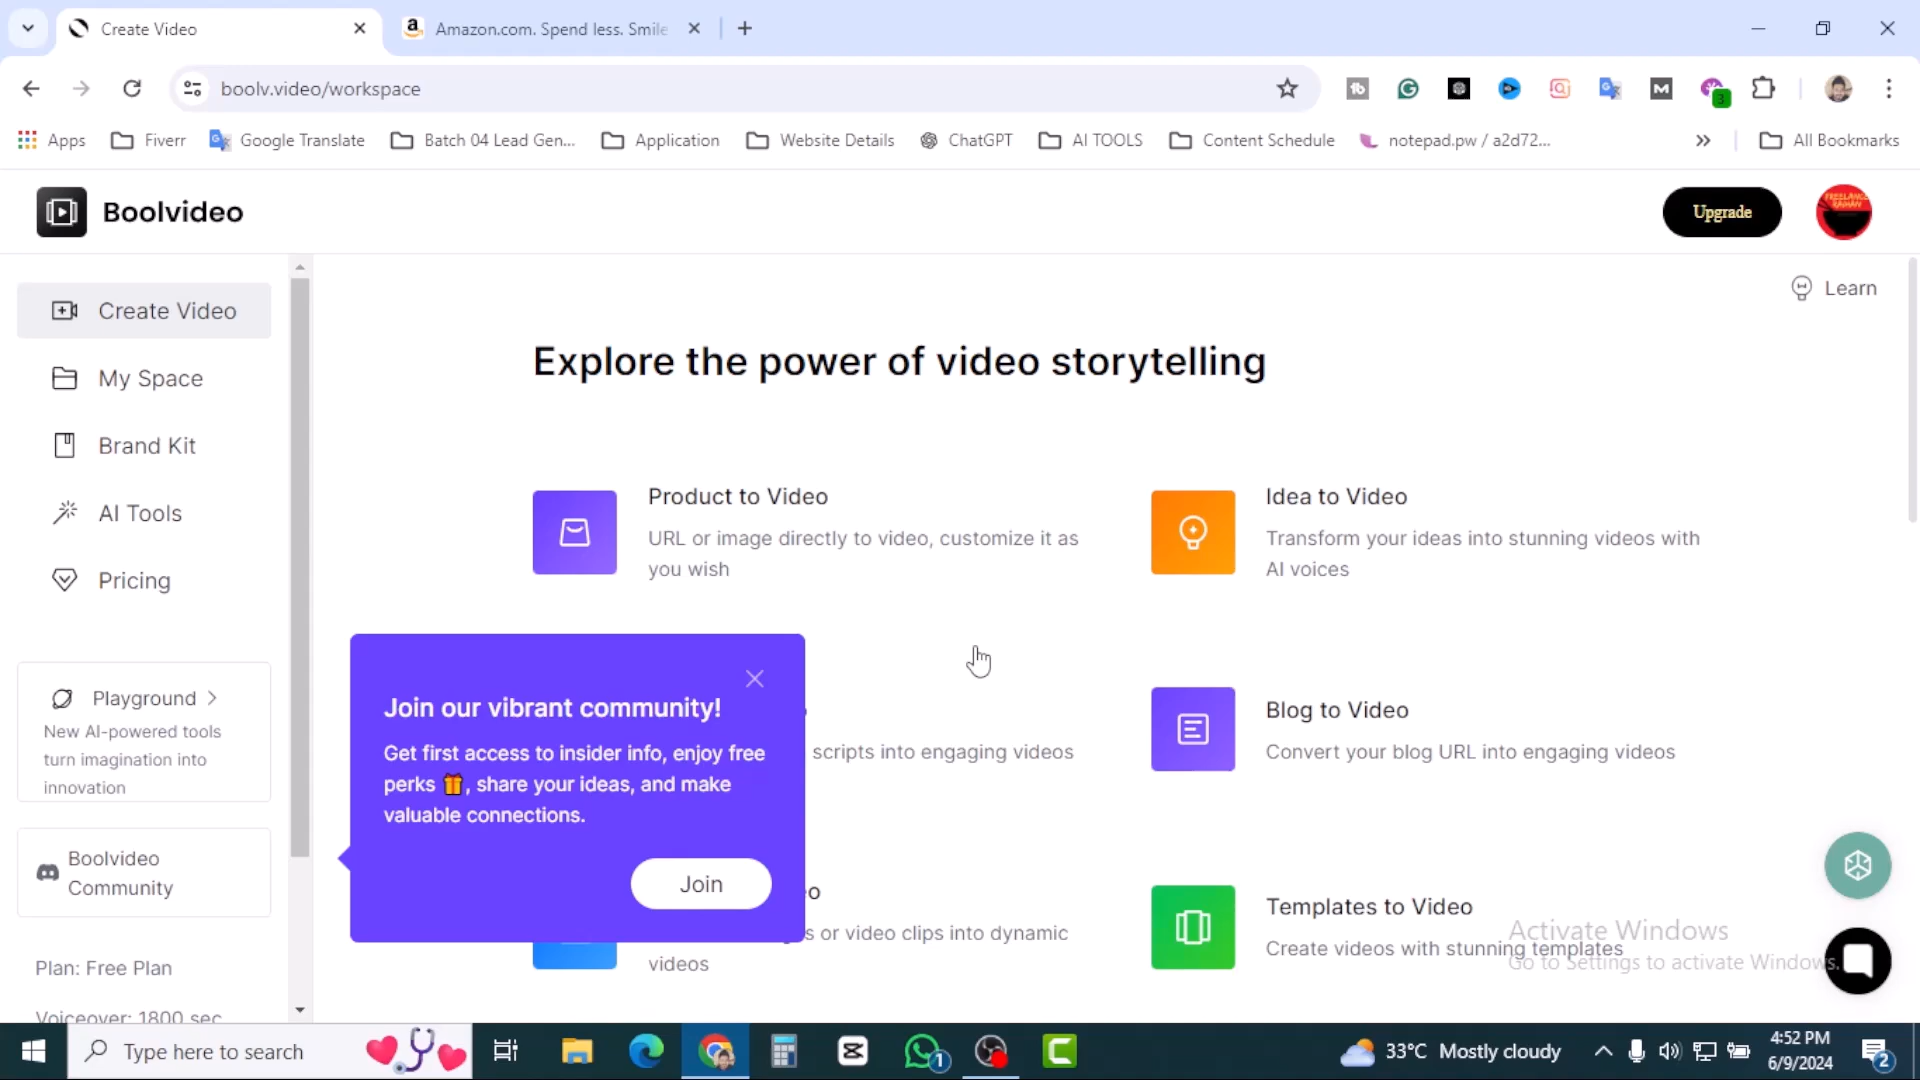 Create Video
Amazon.com. Spend less. Smile
boolv.video/workspace
3
Apps
Fiverr
Google Translate
Batch 04 Lead Gen...
Application
Website Details
ChatGPT
AI TOOLS
Content Schedule
notepad.pw / a2d72...
All Bookmarks
Boolvideo
Upgrade
Learn
Create Video
My Space
Brand Kit
AI Tools
Pricing
Playground
New AI-powered tools
turn imagination into
innovation
Boolvideo
Community
Plan: Free Plan
Voiceover: 1800 sec
Explore the power of video storytelling
Product to Video
URL or image directly to video, customize it as
you wish
Idea to Video
Transform your ideas into stunning videos with
AI voices
scripts into engaging videos
Blog to Video
Convert your blog URL into engaging videos
or video clips into dynamic
videos
Templates to Video
Create videos with stunning templates
Join our vibrant community!
Get first access to insider info, enjoy free
perks 🎁, share your ideas, and make
valuable connections.
Join
Activate Windows
Go to Settings to activate Windows.
Type here to search
1
33°C Mostly cloudy
4:52 PM
6/9/2024
2